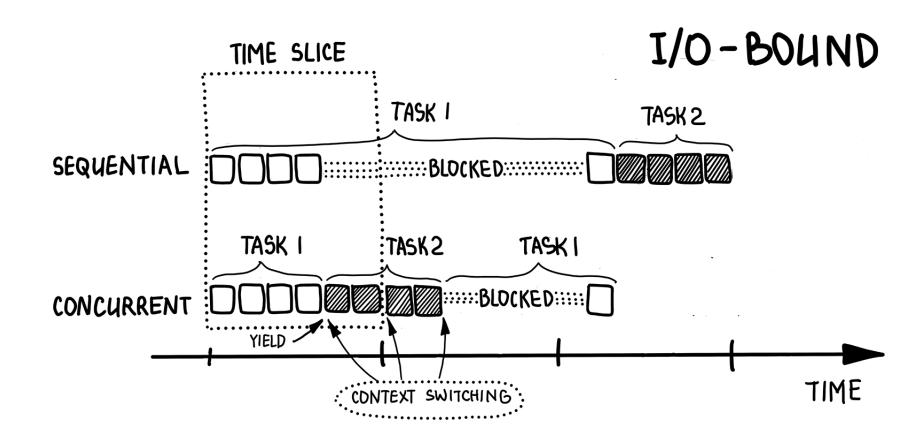 I/O-BOUND
TIME SLICE
TASK 1
TASK 2
SEQUENTIAL
BLOCKED
TASK 1
TASK 2
TASK 1
CONCURRENT
BLOCKED
YIELD
CONTEXT SWITCHING
TIME